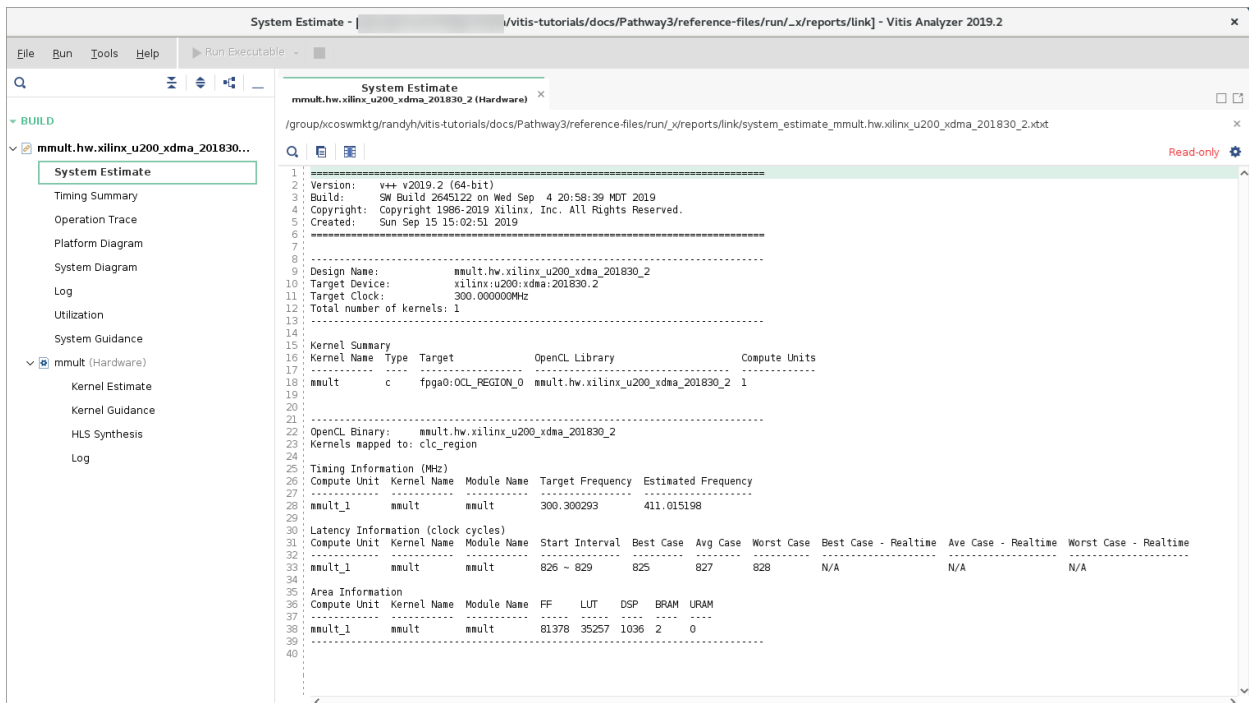 System Estimate - [ /vitis-tutorials/docs/Pathway3/reference-files/run/_x/reports/link] - Vitis Analyzer 2019.2
File Run Tools Help Run Executable
System Estimate
mmult.hw.xilinx_u200_xdma_201830_2 (Hardware)
BUILD
mmult.hw.xilinx_u200_xdma_201830...
System Estimate
Timing Summary
Operation Trace
Platform Diagram
System Diagram
Log
Utilization
System Guidance
mmult (Hardware)
Kernel Estimate
Kernel Guidance
HLS Synthesis
Log
/group/xcoswmktg/randyh/vitis-tutorials/docs/Pathway3/reference-files/run/_x/reports/link/system_estimate_mmult.hw.xilinx_u200_xdma_201830_2.xtxt
Read-only
1 ==============================================================================
2 Version: v++ v2019.2 (64-bit)
3 Build: SW Build 2645122 on Wed Sep 4 20:58:39 MDT 2019
4 Copyright: Copyright 1986-2019 Xilinx, Inc. All Rights Reserved.
5 Created: Sun Sep 15 15:02:51 2019
6 ==============================================================================
7
8 ------------------------------------------------------------------------------
9 Design Name: mmult.hw.xilinx_u200_xdma_201830_2
10 Target Device: xilinx:u200:xdma:201830.2
11 Target Clock: 300.000000MHz
12 Total number of kernels: 1
13 ------------------------------------------------------------------------------
14
15 Kernel Summary
16 Kernel Name Type Target OpenCL Library Compute Units
17 ----------- ---- ------------------ ---------------------------------- -------------
18 mmult c fpga0:OCL_REGION_0 mmult.hw.xilinx_u200_xdma_201830_2 1
19
20
21 ------------------------------------------------------------------------------
22 OpenCL Binary: mmult.hw.xilinx_u200_xdma_201830_2
23 Kernels mapped to: clc_region
24
25 Timing Information (MHz)
26 Compute Unit Kernel Name Module Name Target Frequency Estimated Frequency
27 ------------ ----------- ----------- ---------------- -------------------
28 mmult_1 mmult mmult 300.300293 411.015198
29
30 Latency Information (clock cycles)
31 Compute Unit Kernel Name Module Name Start Interval Best Case Avg Case Worst Case Best Case - Realtime Ave Case - Realtime Worst Case - Realtime
32 ------------ ----------- ----------- -------------- --------- -------- ---------- -------------------- ------------------- ---------------------
33 mmult_1 mmult mmult 826 ~ 829 825 827 828 N/A N/A N/A
34
35 Area Information
36 Compute Unit Kernel Name Module Name FF LUT DSP BRAM URAM
37 ------------ ----------- ----------- ----- ----- ---- ---- ----
38 mmult_1 mmult mmult 81378 35257 1036 2 0
39 ------------------------------------------------------------------------------
40